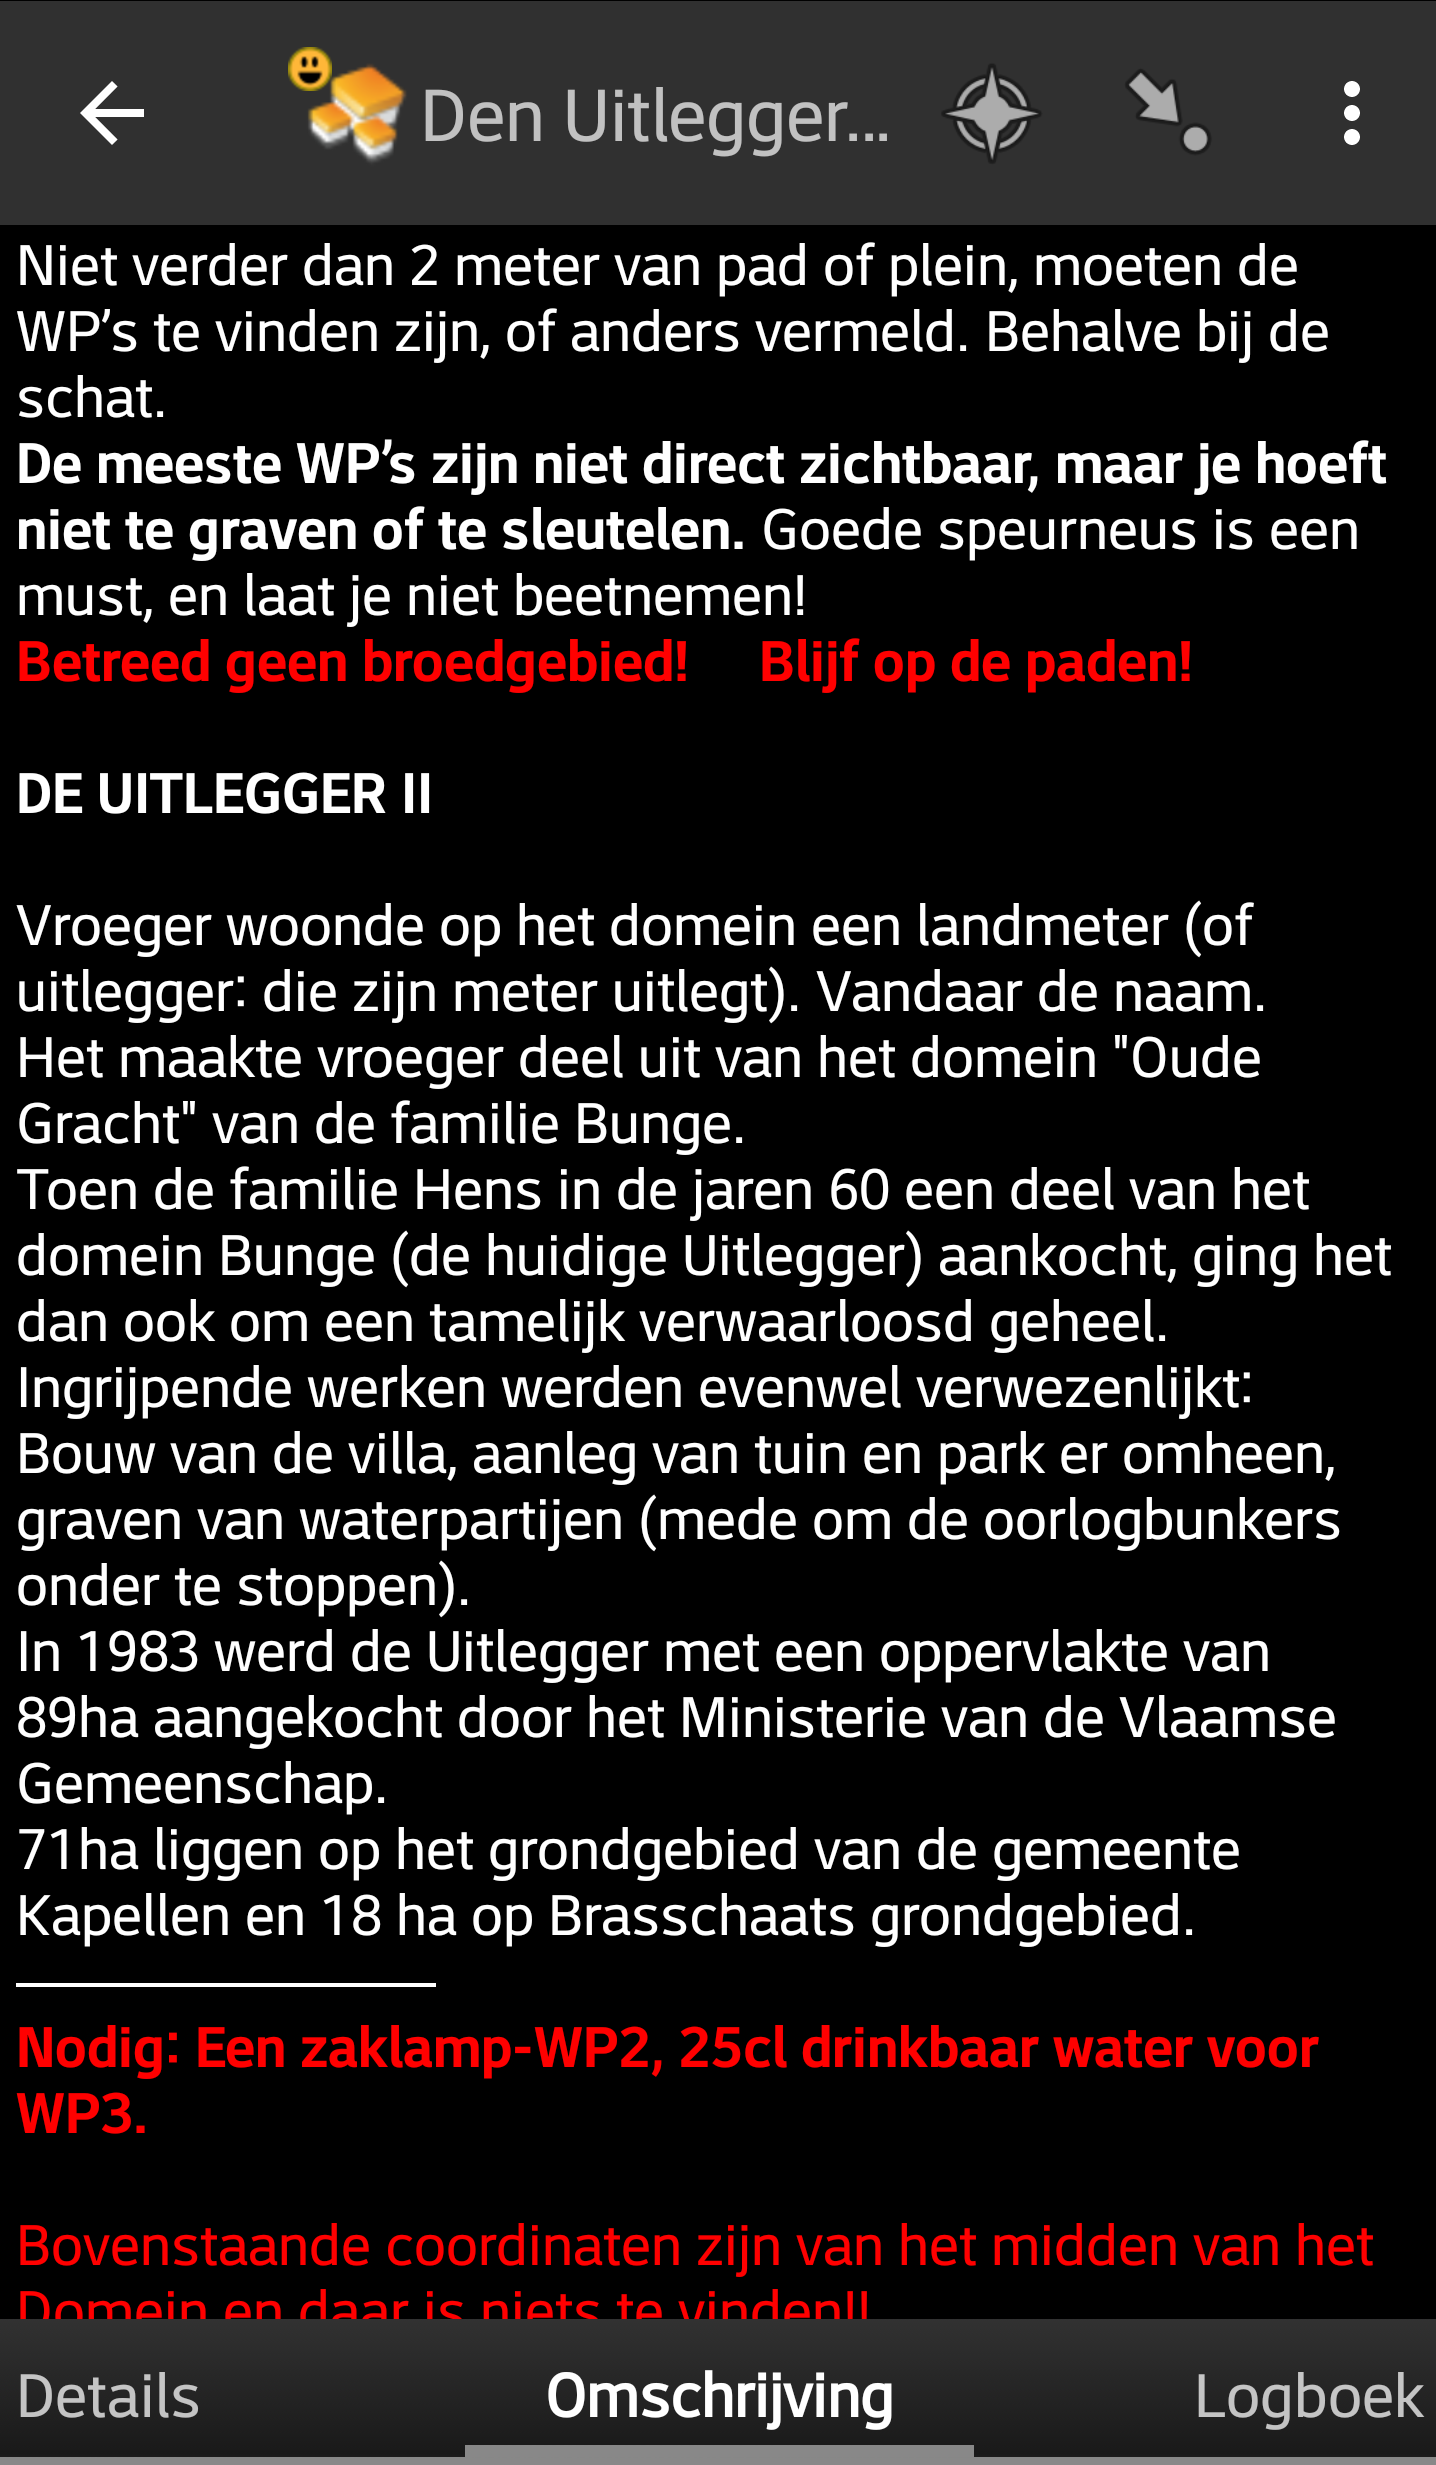 Den Uitlegger...
Niet verder dan 2 meter van pad of plein, moeten de
WP’s te vinden zijn, of anders vermeld. Behalve bij de
schat.
De meeste WP’s zijn niet direct zichtbaar, maar je hoeft
niet te graven of te sleutelen. Goede speurneus is een
must, en laat je niet beetnemen!
Betreed geen broedgebied! Blijf op de paden!
DE UITLEGGER II
Vroeger woonde op het domein een landmeter (of
uitlegger: die zijn meter uitlegt). Vandaar de naam.
Het maakte vroeger deel uit van het domein "Oude
Gracht" van de familie Bunge.
Toen de familie Hens in de jaren 60 een deel van het
domein Bunge (de huidige Uitlegger) aankocht, ging het
dan ook om een tamelijk verwaarloosd geheel.
Ingrijpende werken werden evenwel verwezenlijkt:
Bouw van de villa, aanleg van tuin en park er omheen,
graven van waterpartijen (mede om de oorlogbunkers
onder te stoppen).
In 1983 werd de Uitlegger met een oppervlakte van
89ha aangekocht door het Ministerie van de Vlaamse
Gemeenschap.
71ha liggen op het grondgebied van de gemeente
Kapellen en 18 ha op Brasschaats grondgebied.
Nodig: Een zaklamp-WP2, 25cl drinkbaar water voor
WP3.
Bovenstaande coordinaten zijn van het midden van het
Domein en daar is niets te vinden!!
Details Omschrijving Logboek